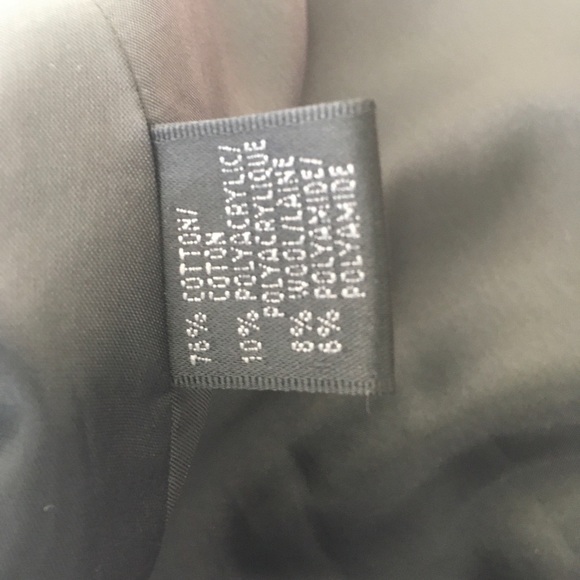 76% COTTON/
COTON
10% POLYACRYLIC/
POLYACRYLIQUE
8% WOOL/LAINE
6% POLYAMIDE/
POLYAMIDE